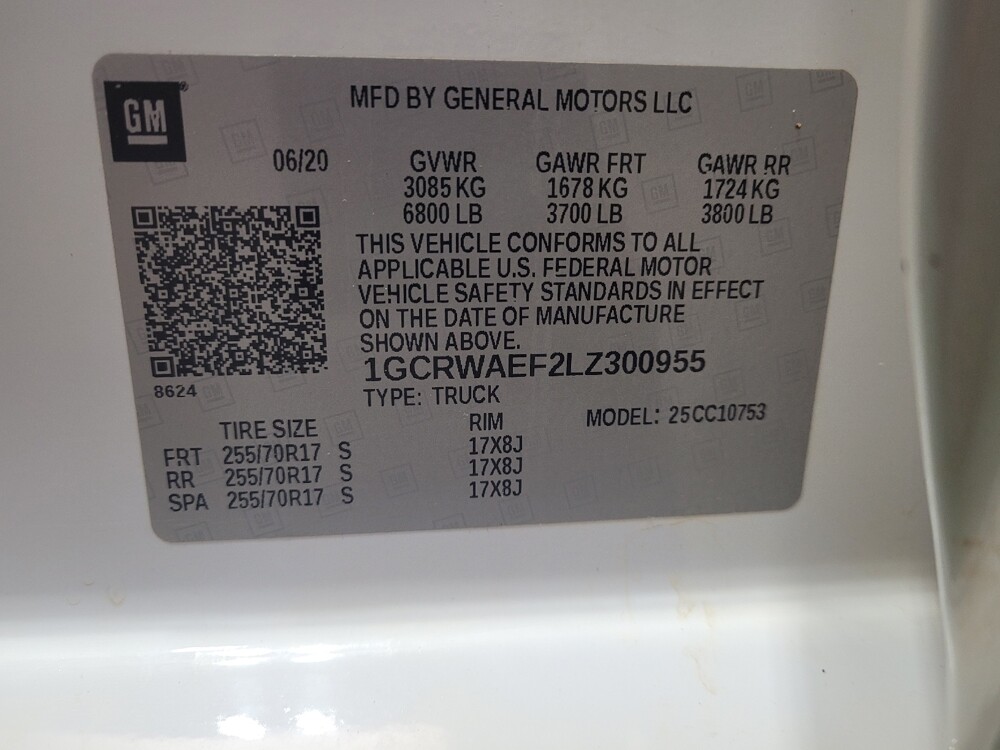 GM
MFD BY GENERAL MOTORS LLC
06/20 GVWR GAWR FRT GAWR RR
3085 KG 1678 KG 1724 KG
6800 LB 3700 LB 3800 LB
THIS VEHICLE CONFORMS TO ALL
APPLICABLE U.S. FEDERAL MOTOR
VEHICLE SAFETY STANDARDS IN EFFECT
ON THE DATE OF MANUFACTURE
SHOWN ABOVE.
1GCRWAEF2LZ300955
8624
TYPE: TRUCK
TIRE SIZE RIM MODEL: 25CC10753
FRT 255/70R17 S 17X8J
RR 255/70R17 S 17X8J
SPA 255/70R17 S 17X8J